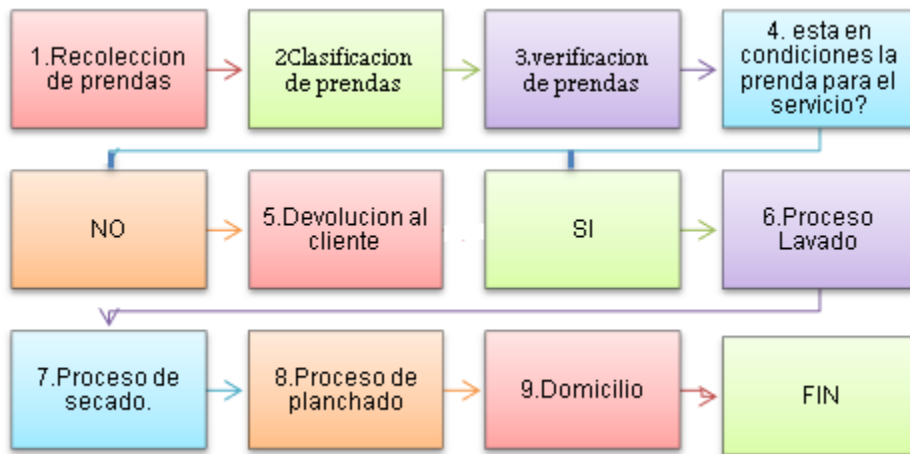 1.Recoleccion
de prendas
2Clasificacion
de prendas
3.verificacion
de prendas
4. esta en
condiciones la
prenda para el
servicio?
NO
5.Devolucion al
cliente
SI
6.Proceso
Lavado
7.Proceso de
secado.
8.Proceso de
planchado
9.Domicilio
FIN